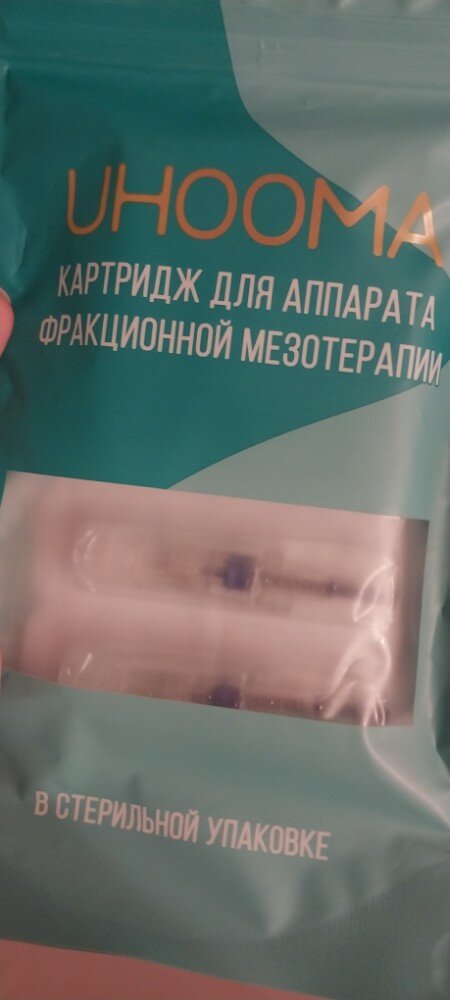 UHOOMA
КАРТРИДЖ ДЛЯ АППАРАТА
ФРАКЦИОННОЙ МЕЗОТЕРАПИИ
В СТЕРИЛЬНОЙ УПАКОВКЕ